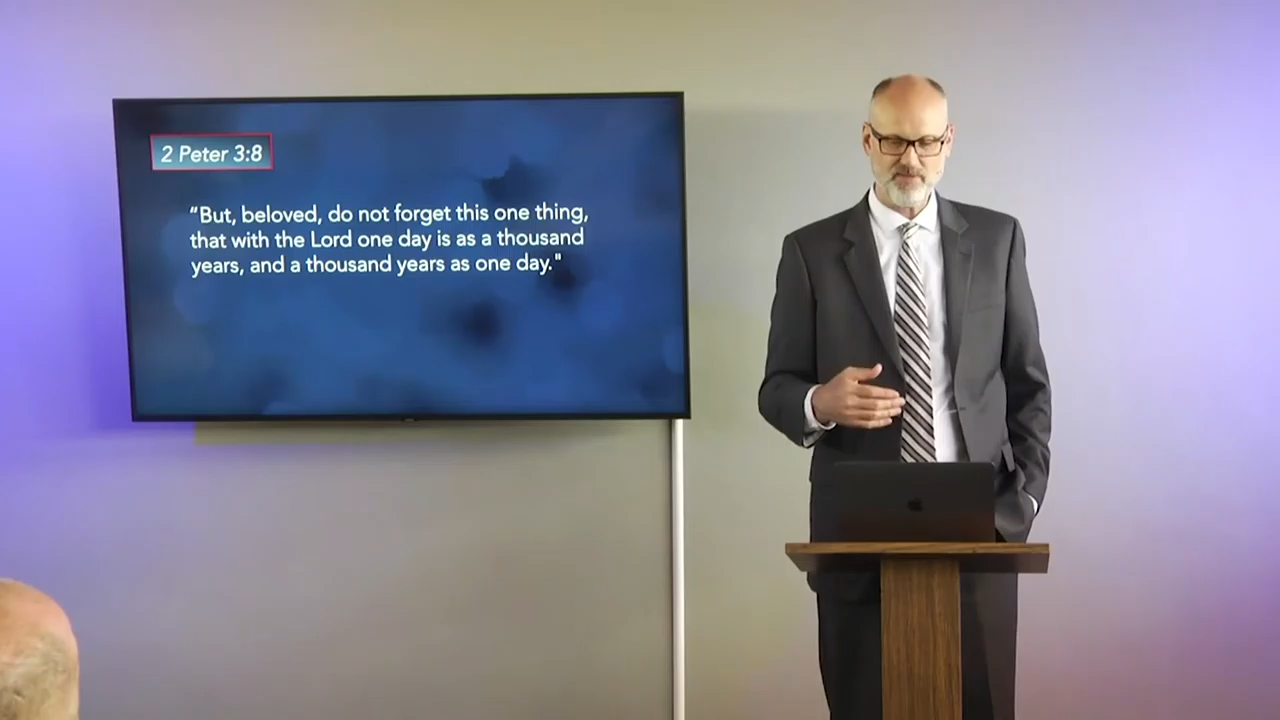 2 Peter 3:8
“But, beloved, do not forget this one thing,
that with the Lord one day is as a thousand
years, and a thousand years as one day."